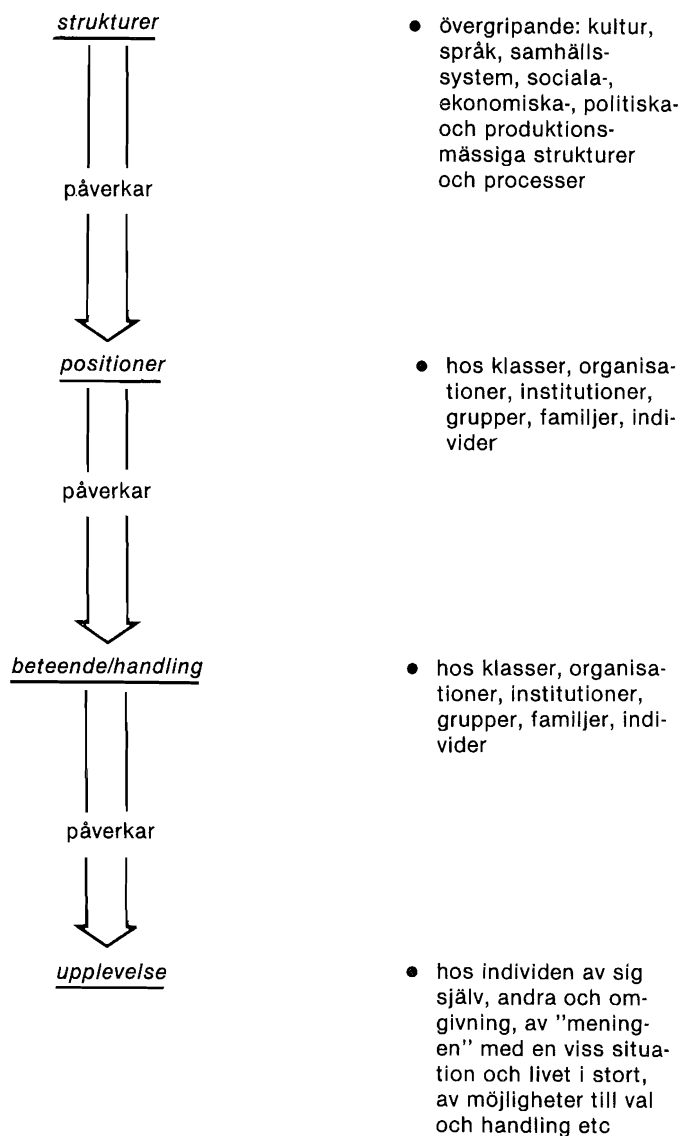 strukturer
● övergripande: kultur,
språk, samhälls-
system, sociala-,
ekonomiska-, politiska-
och produktions-
mässiga strukturer
och processer
påverkar
positioner
● hos klasser, organisa-
tioner, institutioner,
grupper, familjer, indi-
vider
påverkar
beteende/handling
● hos klasser, organisa-
tioner, institutioner,
grupper, familjer, indi-
vider
påverkar
upplevelse
● hos individen av sig
själv, andra och om-
givning, av "mening-
en" med en viss situa-
tion och livet i stort,
av möjligheter till val
och handling etc